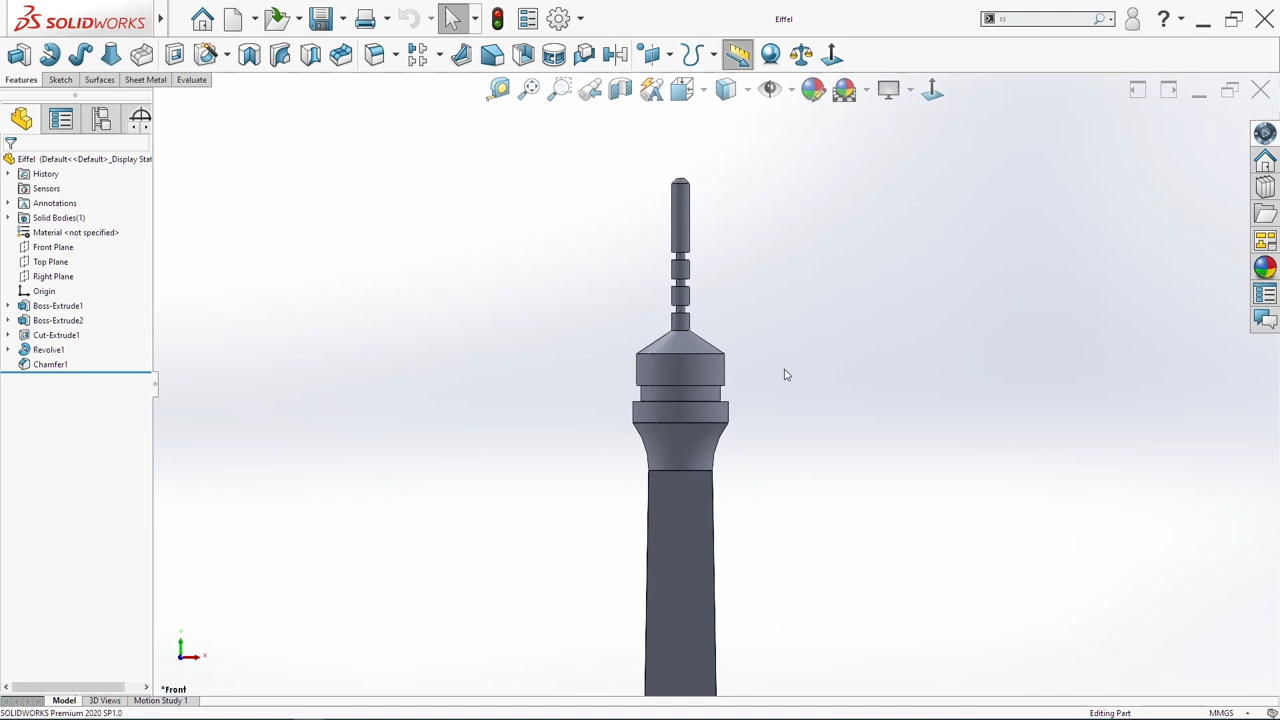 SOLIDWORKS
Eiffel
ss
?
Features
Sketch
Surfaces
Sheet Metal
Evaluate
Eiffel (Default<<Default>_Display Stat
History
Sensors
Annotations
Solid Bodies(1)
Material <not specified>
Front Plane
Top Plane
Right Plane
Origin
Boss-Extrude1
Boss-Extrude2
Cut-Extrude1
Revolve1
Chamfer1
Y
x
*Front
Model
3D Views
Motion Study 1
SOLIDWORKS Premium 2020 SP1.0
Editing Part
MMGS